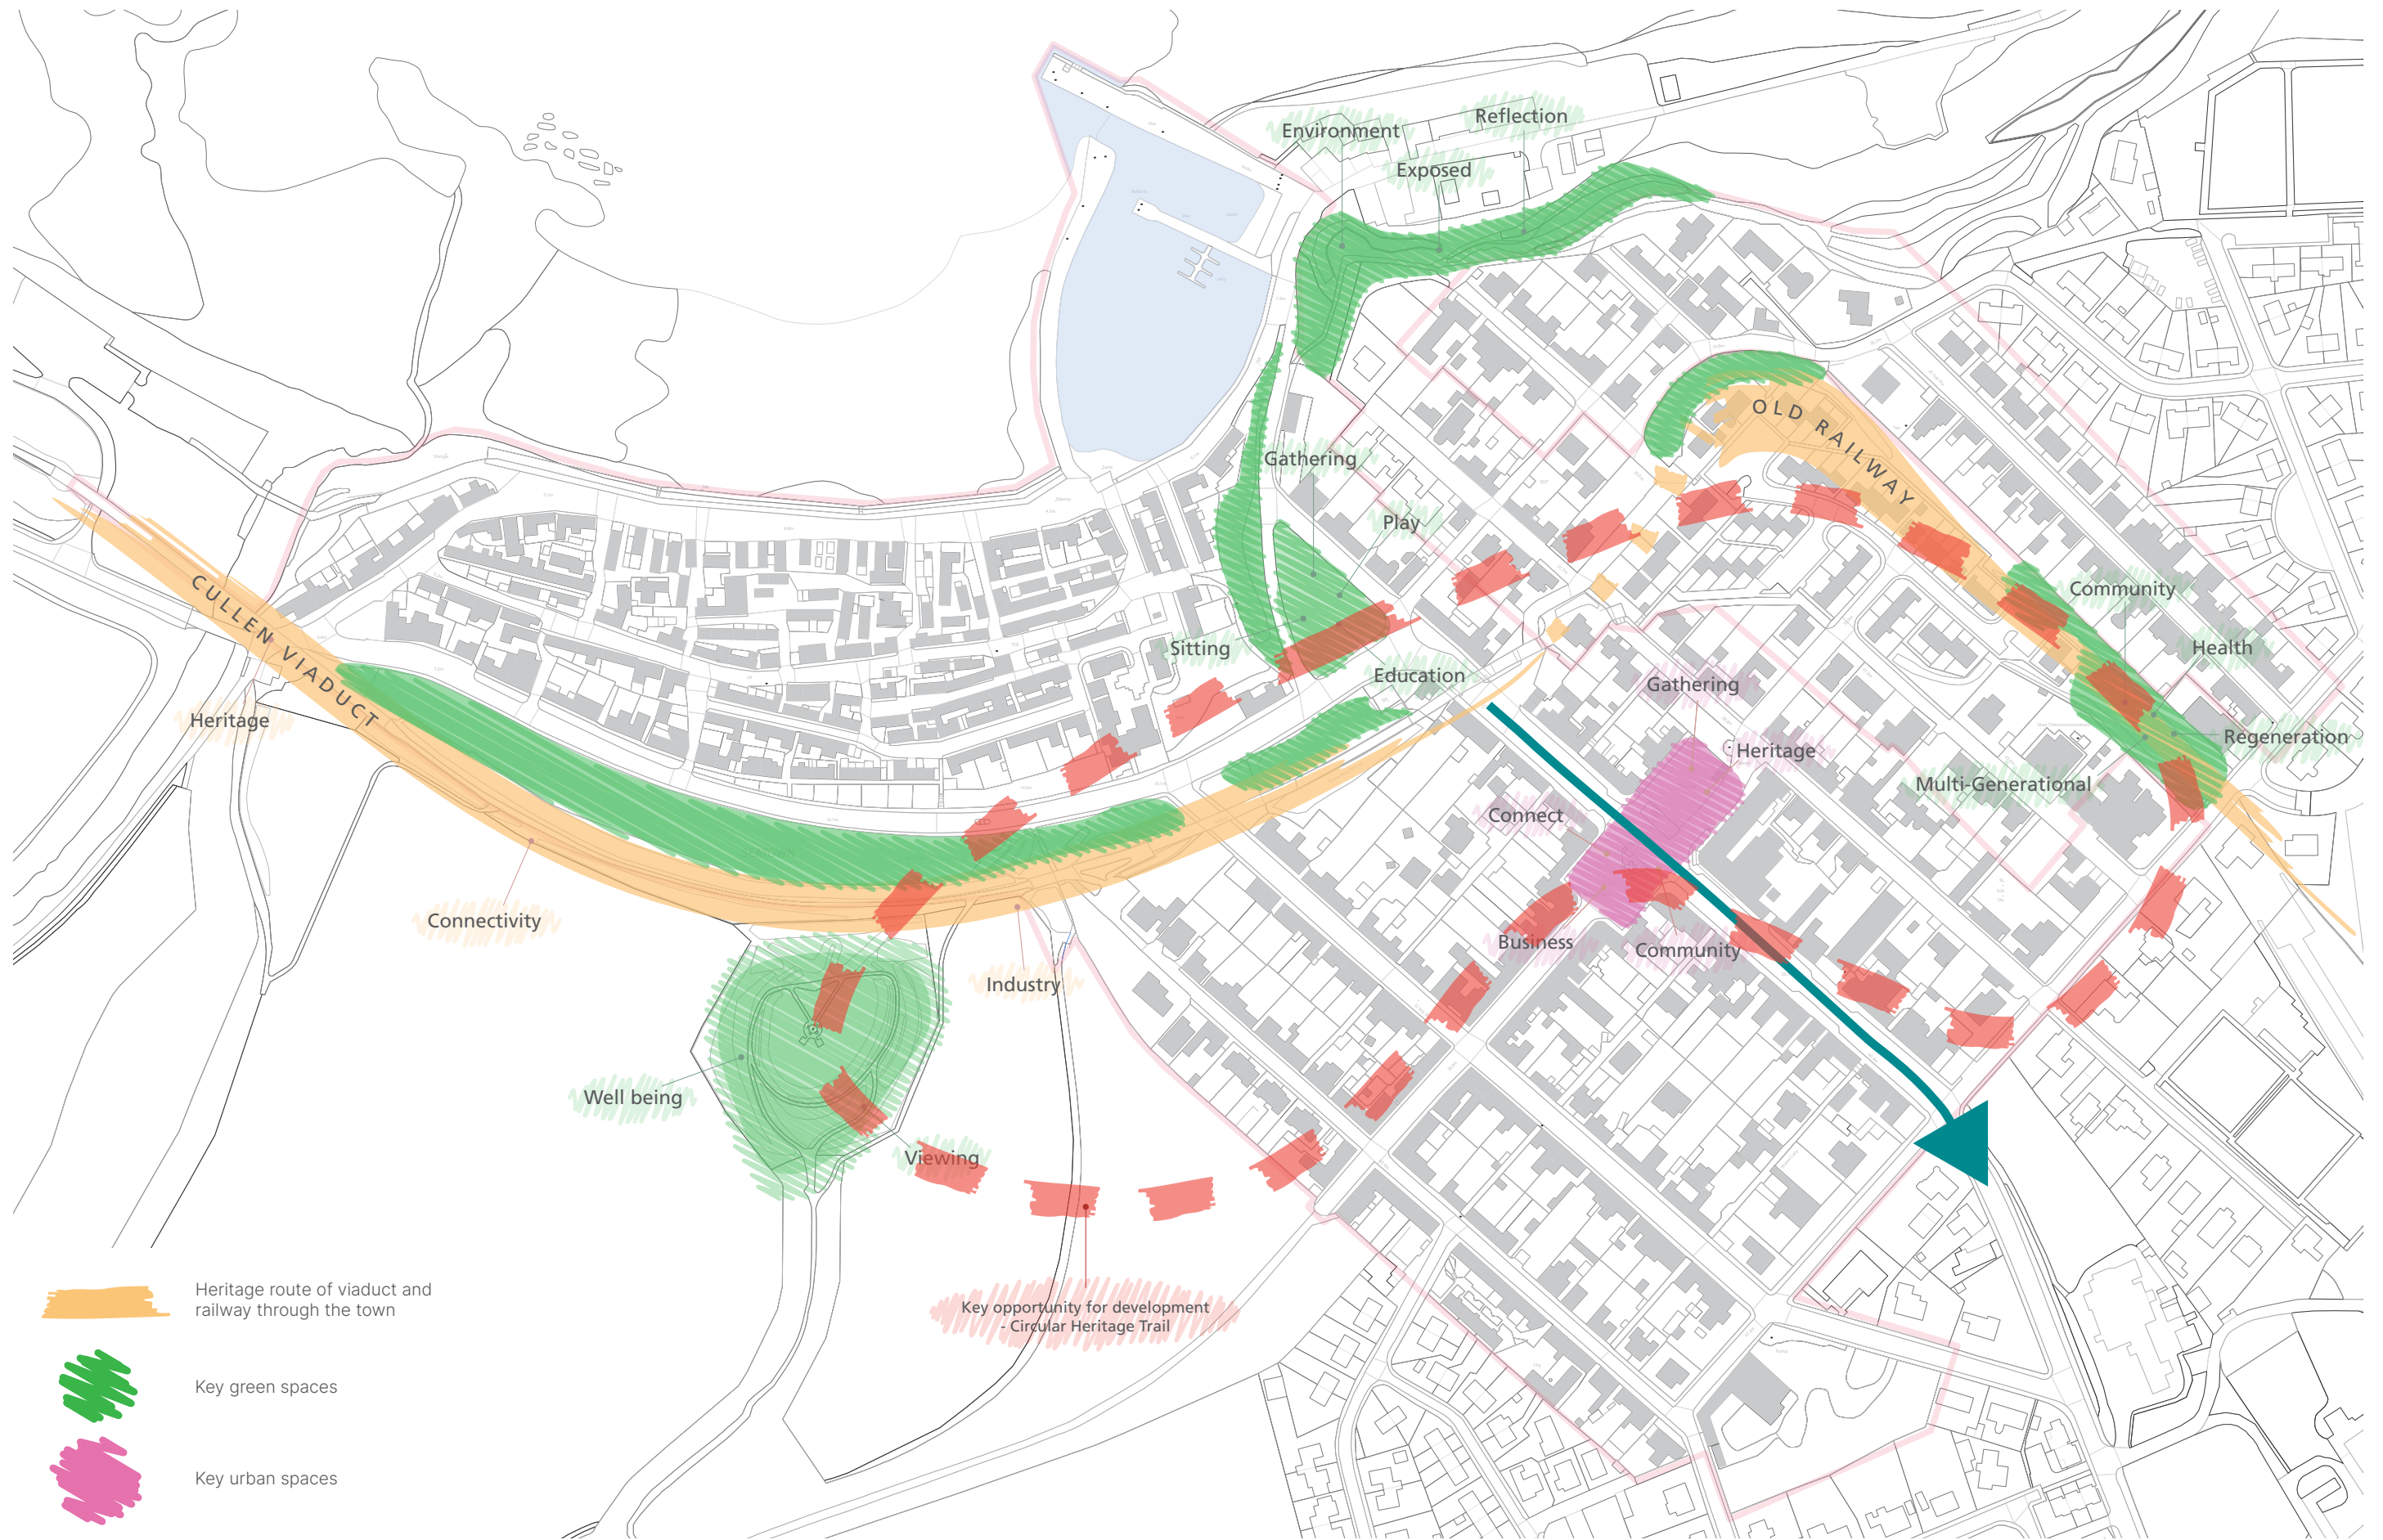 Reflection
Environment
Exposed
OLD RAILWAY
Gathering
Play
Community
CULLEN VIADUCT
Sitting
Health
Education
Gathering
Heritage
Heritage
Regeneration
Multi-Generational
Connect
SEATOWN
Connectivity
Business
Community
Industry
Well being
Viewing
Key opportunity for development
- Circular Heritage Trail
Heritage route of viaduct and
railway through the town
Key green spaces
Key urban spaces